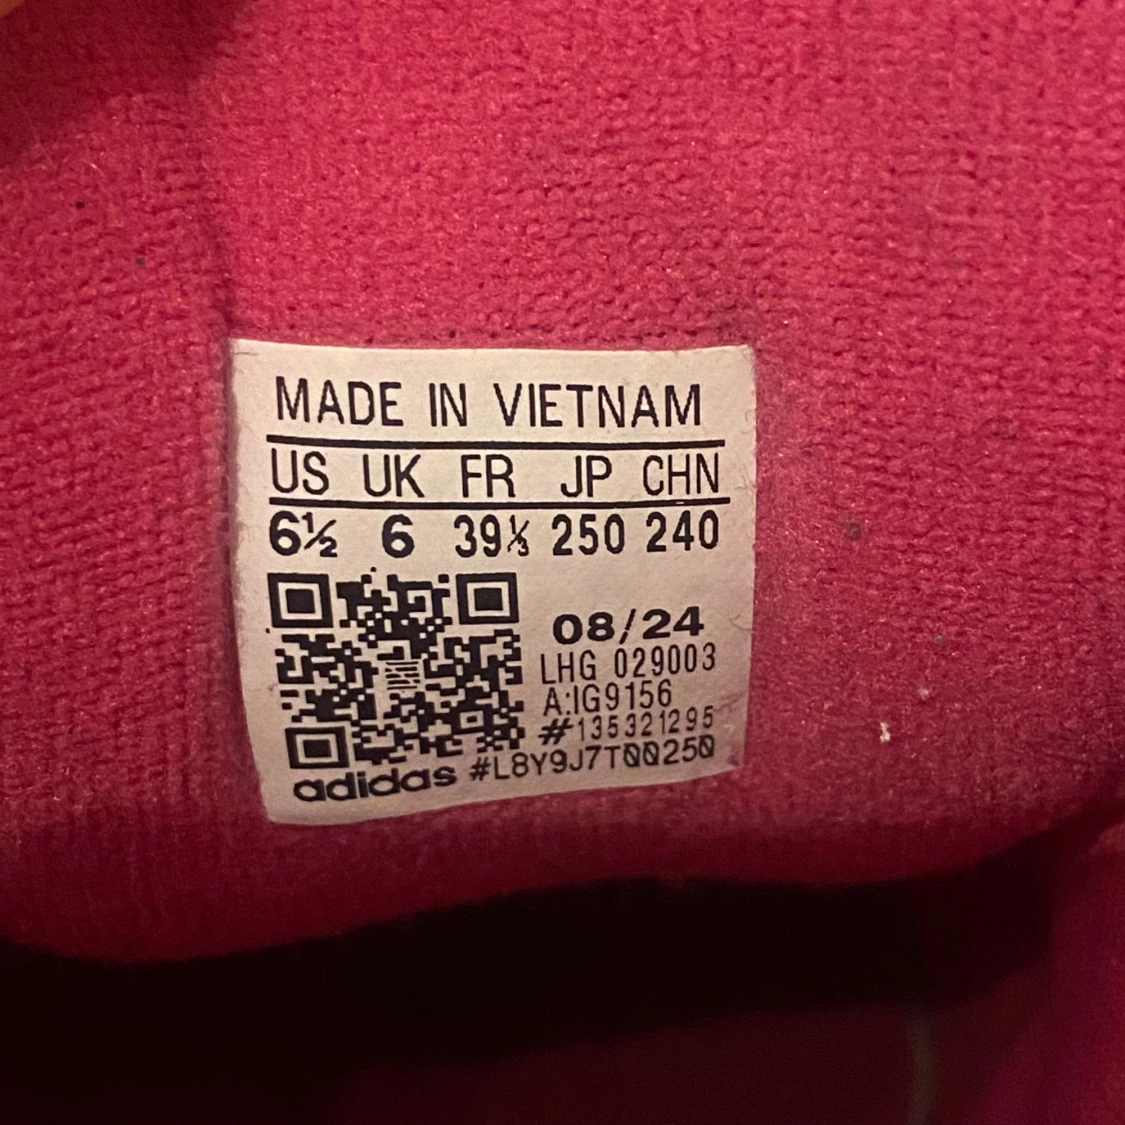 MADE IN VIETNAM
US UK FR JP CHN
6½ 6 39⅓ 250 240
08/24
LHG 029003
A:IG9156
#135321295
adidas #L8Y9J7T00250